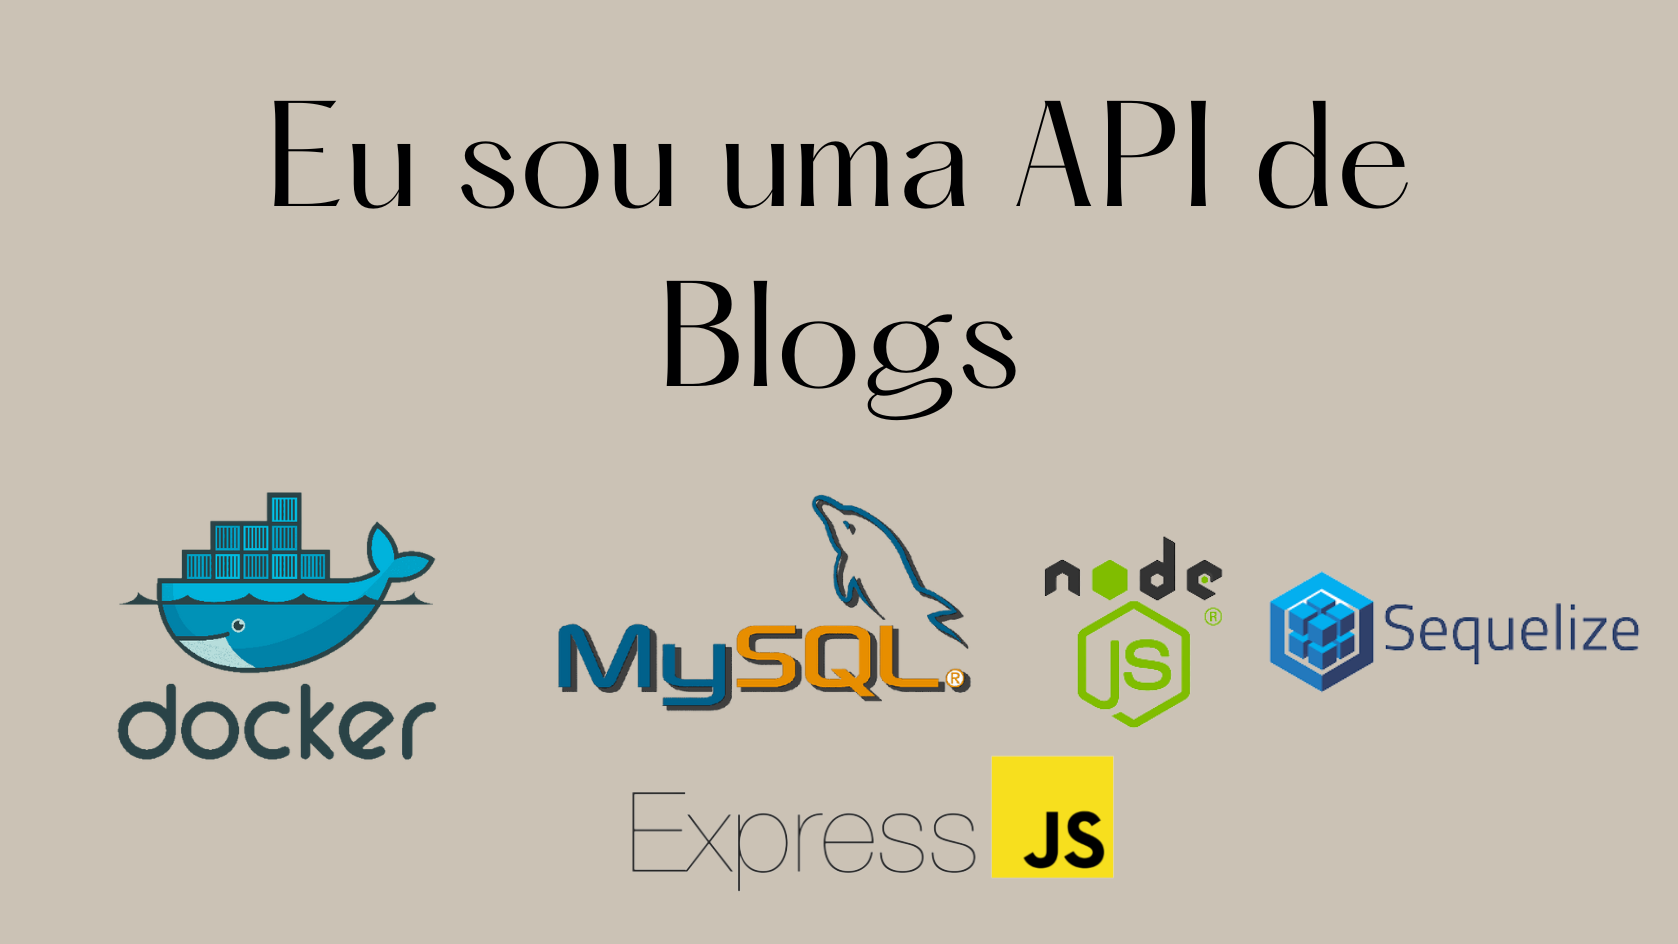 Eu sou uma API de
Blogs
docker
MySQL®
node
JS
®
Sequelize
Express
JS